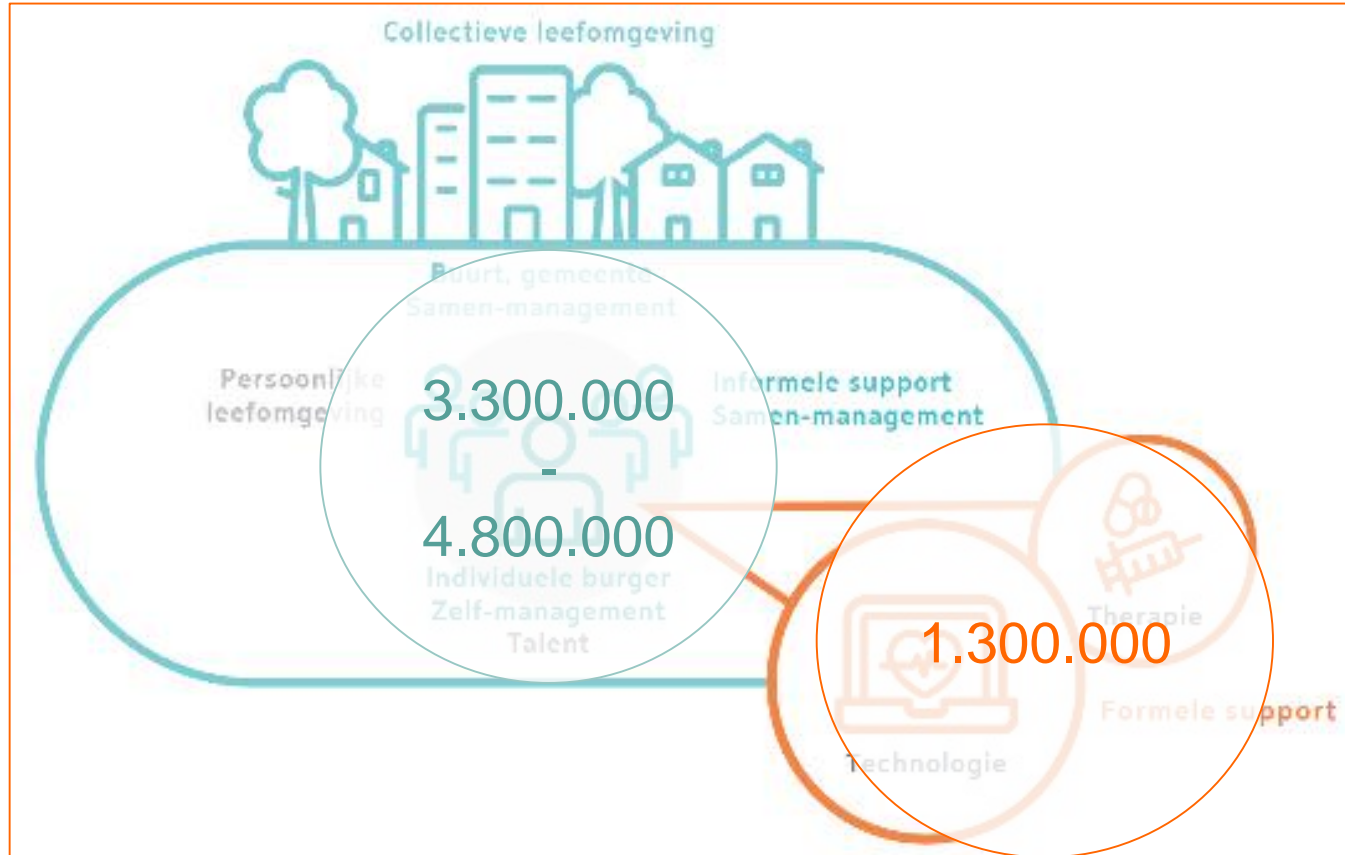 Collectieve leefomgeving
Buurt, gemeente
Samen-management
Persoonlijke
leefomgeving
3.300.000
-
4.800.000
Informele support
Samen-management
Individuele burger
Zelf-management
Talent
Therapie
1.300.000
Formele support
Technologie